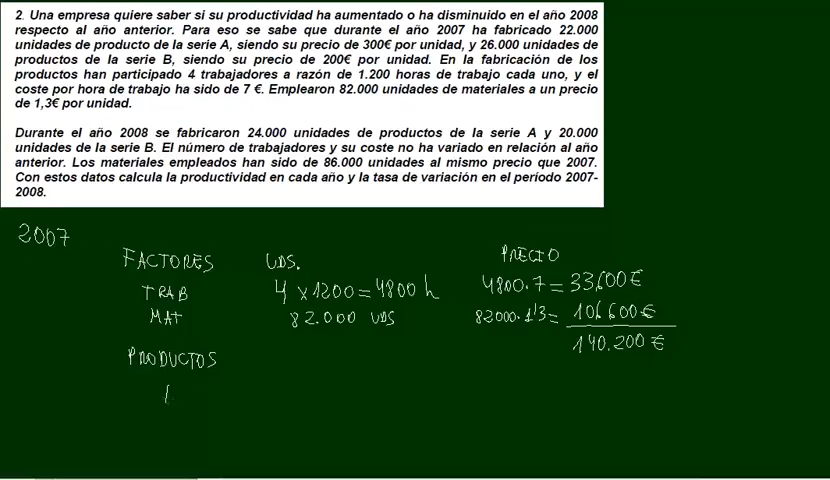 2. Una empresa quiere saber si su productividad ha aumentado o ha disminuido en el año 2008
respecto al año anterior. Para eso se sabe que durante el año 2007 ha fabricado 22.000
unidades de producto de la serie A, siendo su precio de 300€ por unidad, y 26.000 unidades de
productos de la serie B, siendo su precio de 200€ por unidad. En la fabricación de los
productos han participado 4 trabajadores a razón de 1.200 horas de trabajo cada uno, y el
coste por hora de trabajo ha sido de 7 €. Emplearon 82.000 unidades de materiales a un precio
de 1,3€ por unidad.
Durante el año 2008 se fabricaron 24.000 unidades de productos de la serie A y 20.000
unidades de la serie B. El número de trabajadores y su coste no ha variado en relación al año
anterior. Los materiales empleados han sido de 86.000 unidades al mismo precio que 2007.
Con estos datos calcula la productividad en cada año y la tasa de variación en el período 2007-
2008.
2007
FACTORES UDS. PRECIO
TRAB 4 x 1200 = 4800 h 4800.7 = 33.600 €
MAT 82.000 UDS 82000.1'3 = 106.600 €
140.200 €
PRODUCTOS